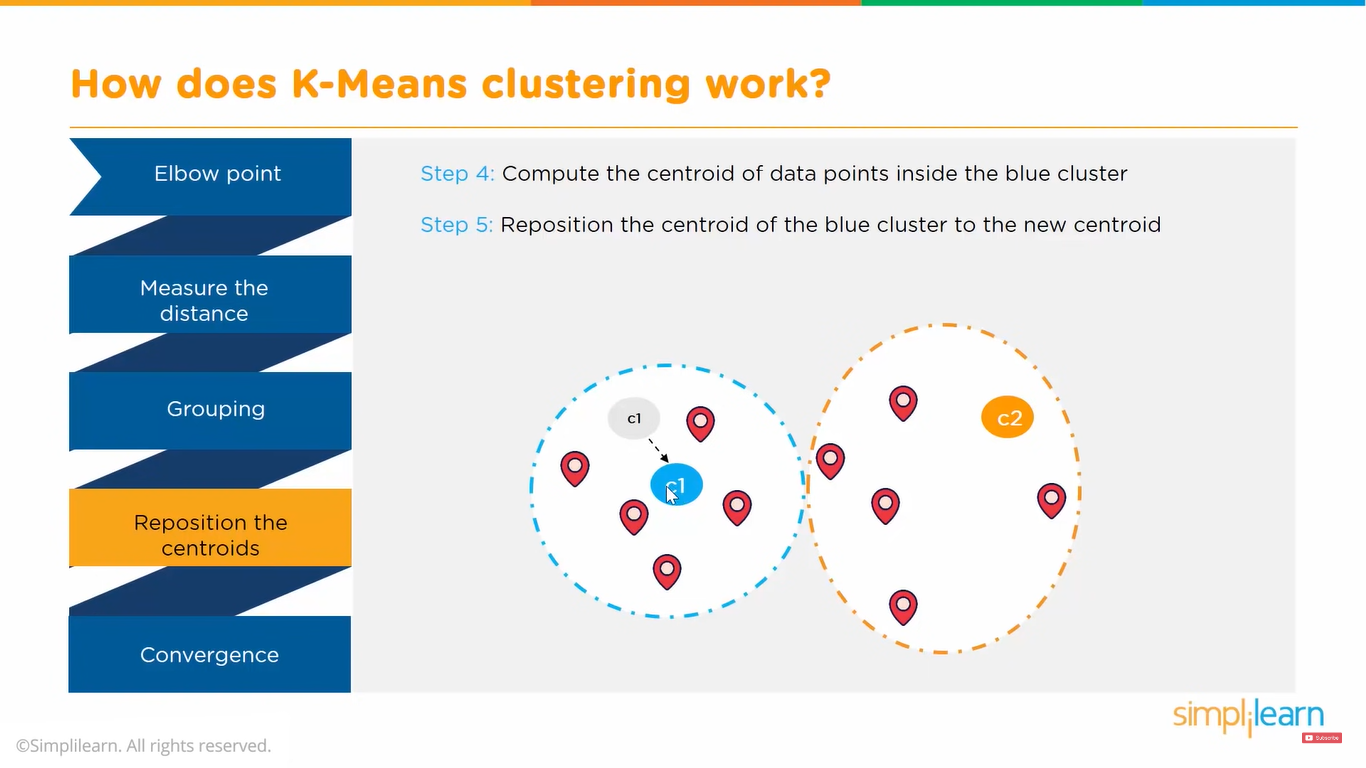 How does K-Means clustering work?
Elbow point
Measure the
distance
Grouping
Reposition the
centroids
Convergence
Step 4: Compute the centroid of data points inside the blue cluster
Step 5: Reposition the centroid of the blue cluster to the new centroid
c1
c1
c2
simplilearn
Subscribe
©Simplilearn. All rights reserved.